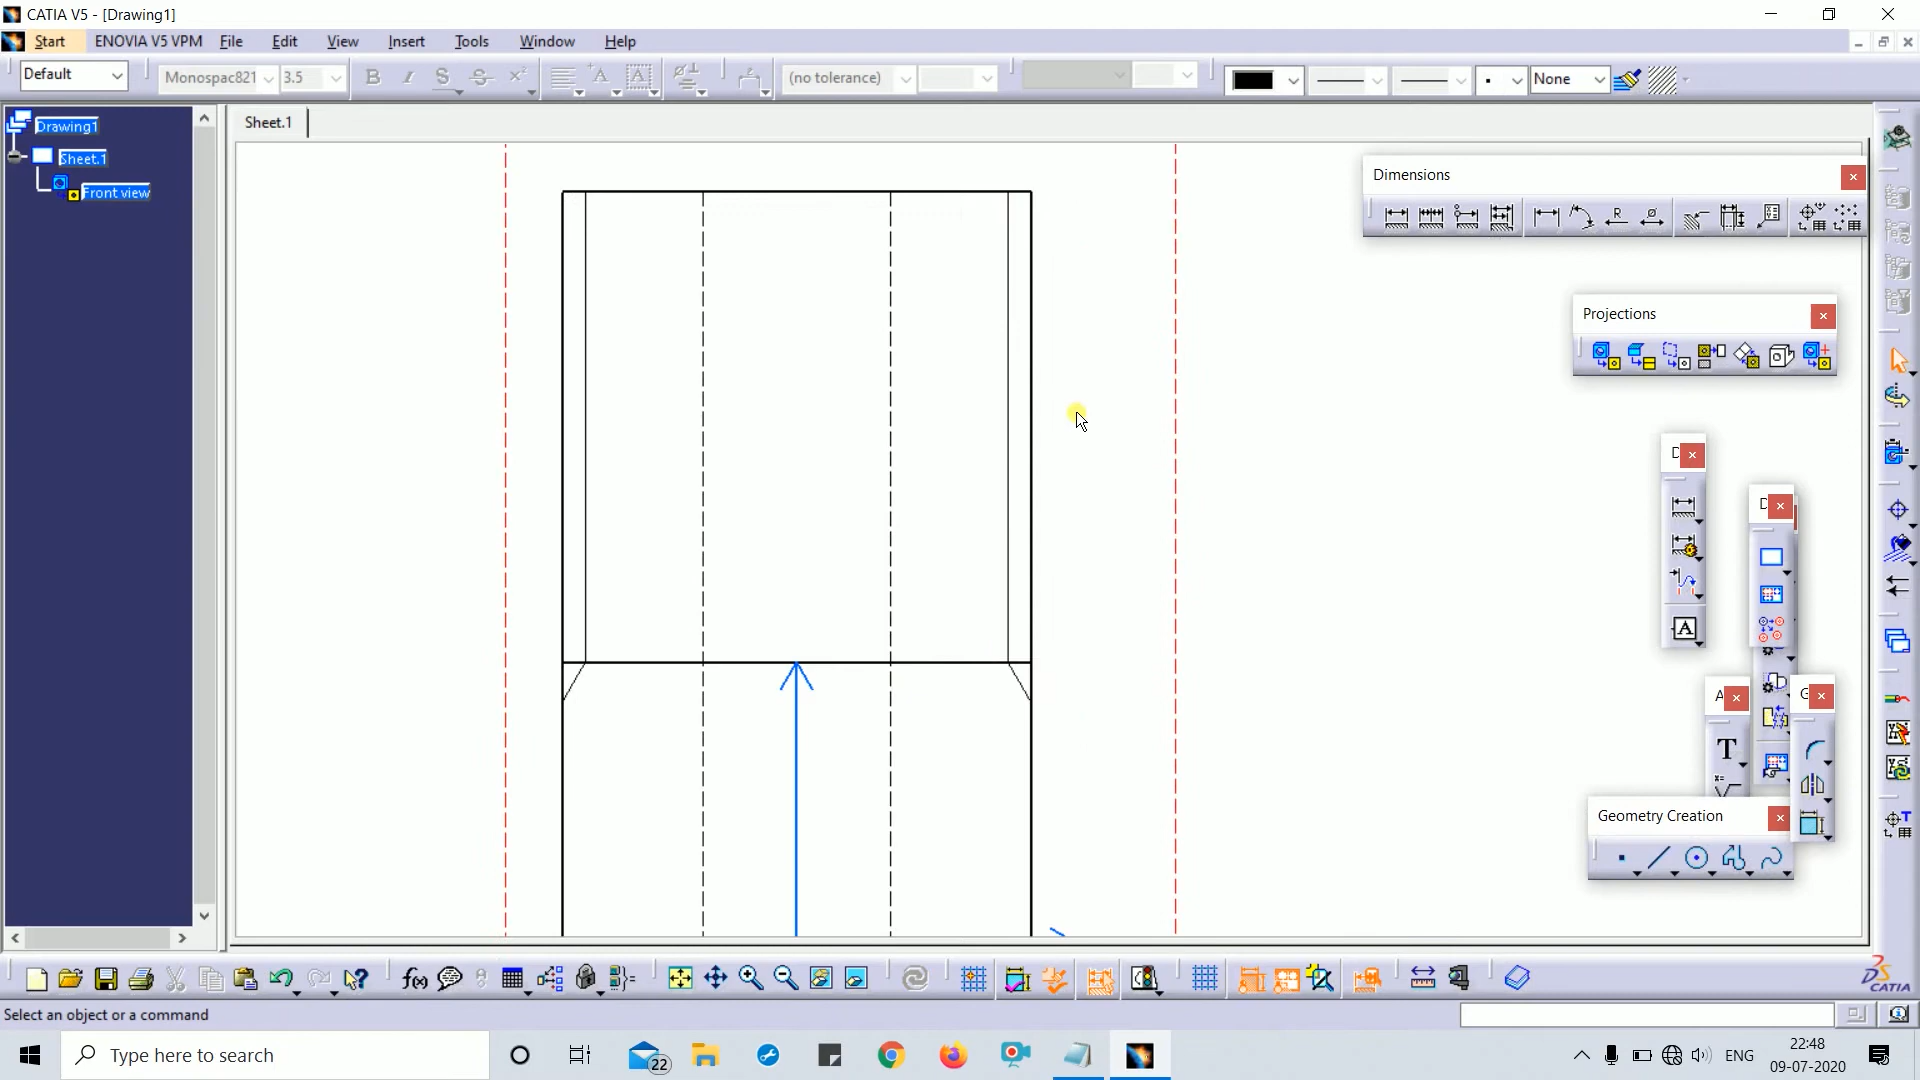 CATIA V5 - [Drawing1]
Start ENOVIA V5 VPM File Edit View Insert Tools Window Help
Default Monospac821 3.5 B I S S (no tolerance) None
Drawing1
Sheet.1
Front view
Sheet.1
Dimensions
R
Projections
D
D
A
A
G
T
Geometry Creation
f(x)
CATIA
Select an object or a command
Type here to search
22
ENG
22:48
09-07-2020